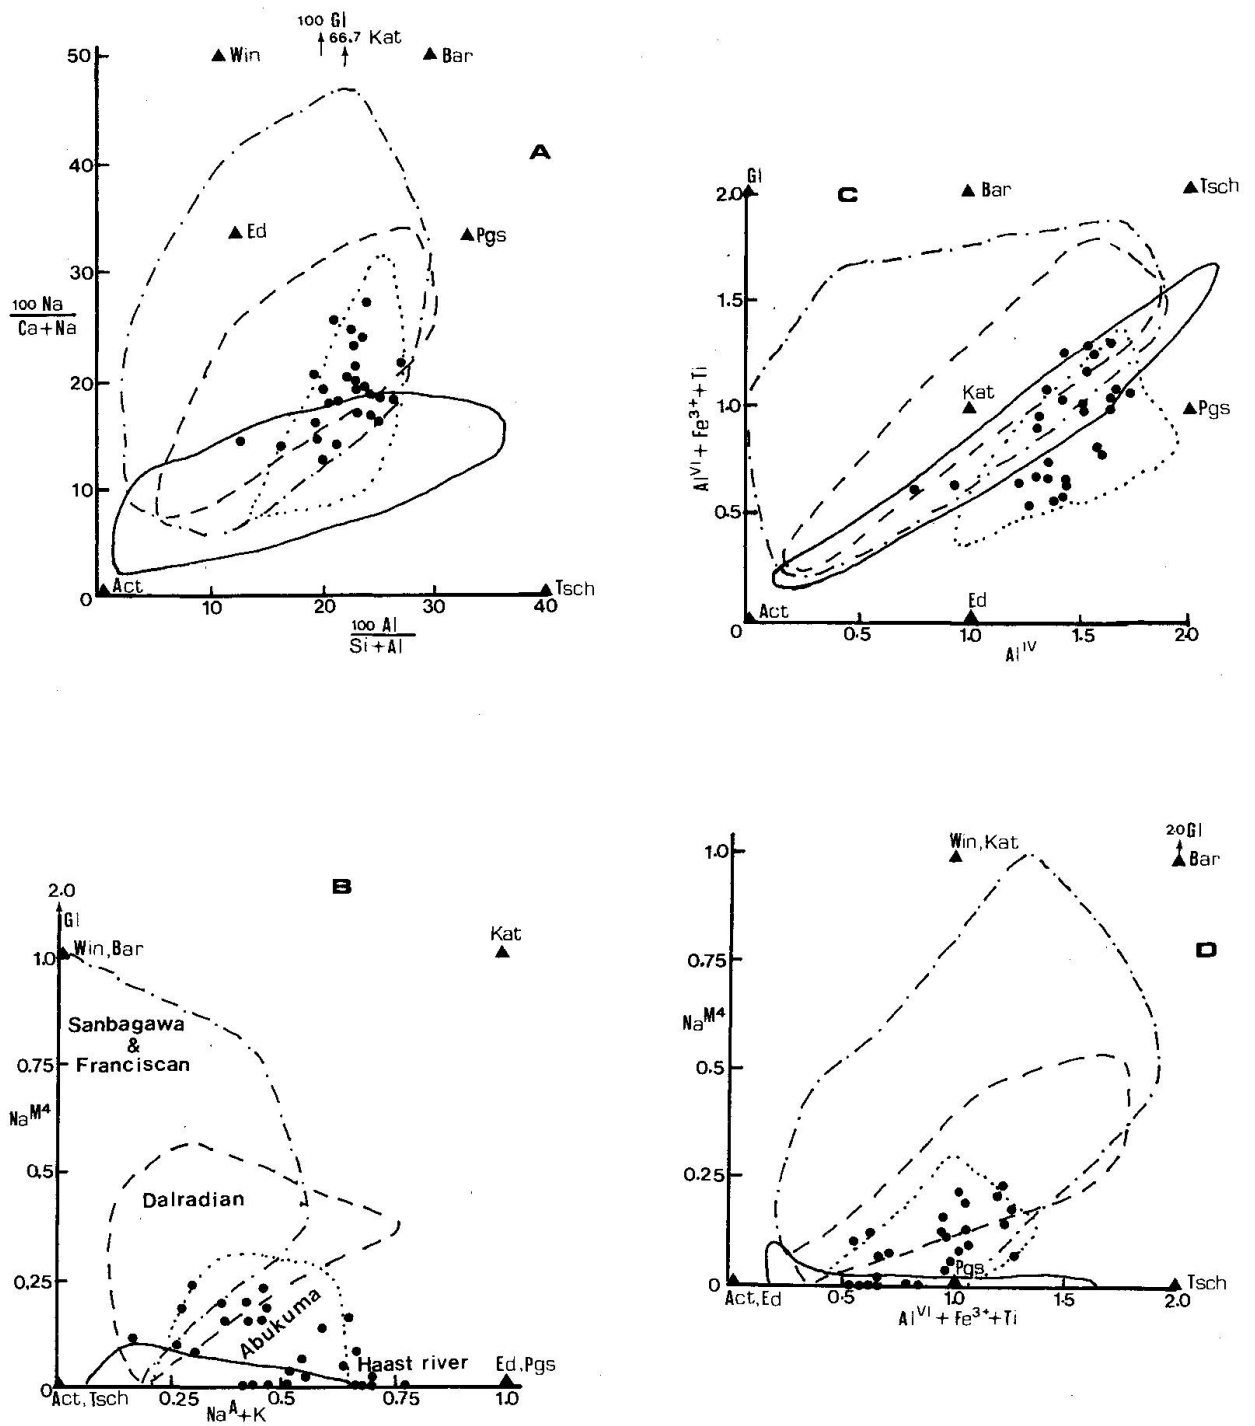 100 Gl
66.7 Kat
50
Win
Bar
A
40
Ed
Pgs
30
100 Na
Ca+Na
20
10
0
Act
Tsch
10
20
30
40
100 Al
Si+Al
Gl
2.0
Bar
Tsch
C
1.5
Al^VI + Fe^3+ + Ti
Kat
1.0
Pgs
0.5
Ed
0
Act
0.5
1.0
1.5
2.0
Al^IV
B
2.0
Gl
Win,Bar
Kat
1.0
Sanbagawa
&
Franciscan
0.75
Na^M4
0.5
Dalradian
0.25
Abukuma
Haast river
Ed,Pgs
0
Act,Tsch
0.25
0.5
0.75
1.0
Na^A+K
Win,Kat
2.0 Gl
1.0
Bar
D
0.75
Na^M4
0.5
0.25
Pgs
0
Tsch
Act,Ed
0.5
1.0
1.5
2.0
Al^VI + Fe^3+ + Ti